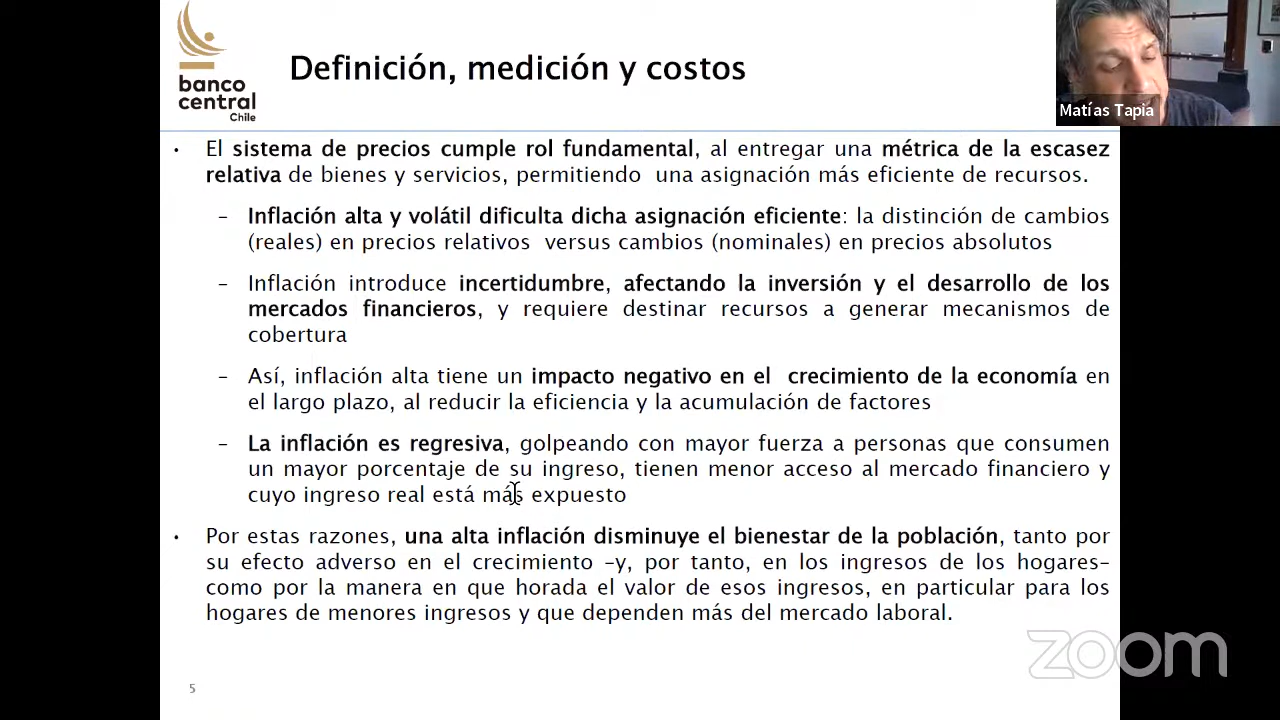 banco
central
Chile
Definición, medición y costos
Matías Tapia
• El sistema de precios cumple rol fundamental, al entregar una métrica de la escasez
relativa de bienes y servicios, permitiendo una asignación más eficiente de recursos.
– Inflación alta y volátil dificulta dicha asignación eficiente: la distinción de cambios
(reales) en precios relativos versus cambios (nominales) en precios absolutos
– Inflación introduce incertidumbre, afectando la inversión y el desarrollo de los
mercados financieros, y requiere destinar recursos a generar mecanismos de
cobertura
– Así, inflación alta tiene un impacto negativo en el crecimiento de la economía en
el largo plazo, al reducir la eficiencia y la acumulación de factores
– La inflación es regresiva, golpeando con mayor fuerza a personas que consumen
un mayor porcentaje de su ingreso, tienen menor acceso al mercado financiero y
cuyo ingreso real está más expuesto
• Por estas razones, una alta inflación disminuye el bienestar de la población, tanto por
su efecto adverso en el crecimiento –y, por tanto, en los ingresos de los hogares–
como por la manera en que horada el valor de esos ingresos, en particular para los
hogares de menores ingresos y que dependen más del mercado laboral.
zoom
5